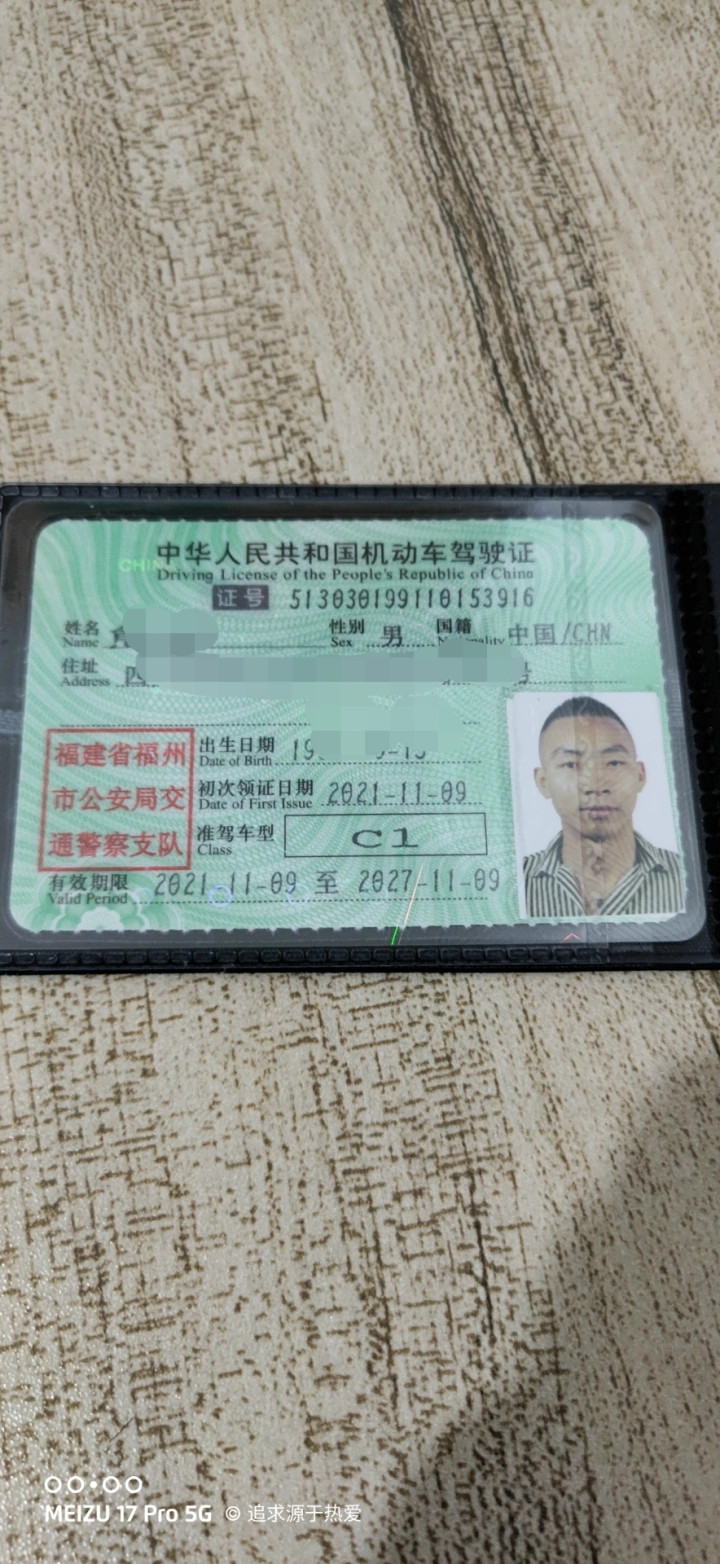 中华人民共和国机动车驾驶证
Driving License of the People's Republic of China
证号 513030199110153916
姓名 性别 男 国籍 中国/CHN
Name Sex Nationality
住址
Address
福建省福州
市公安局交
通警察支队
出生日期
Date of Birth
初次领证日期 2021-11-09
Date of First Issue
准驾车型 C1
Class
有效期限 2021-11-09 至 2027-11-09
Valid Period
MEIZU 17 Pro 5G © 追求源于热爱